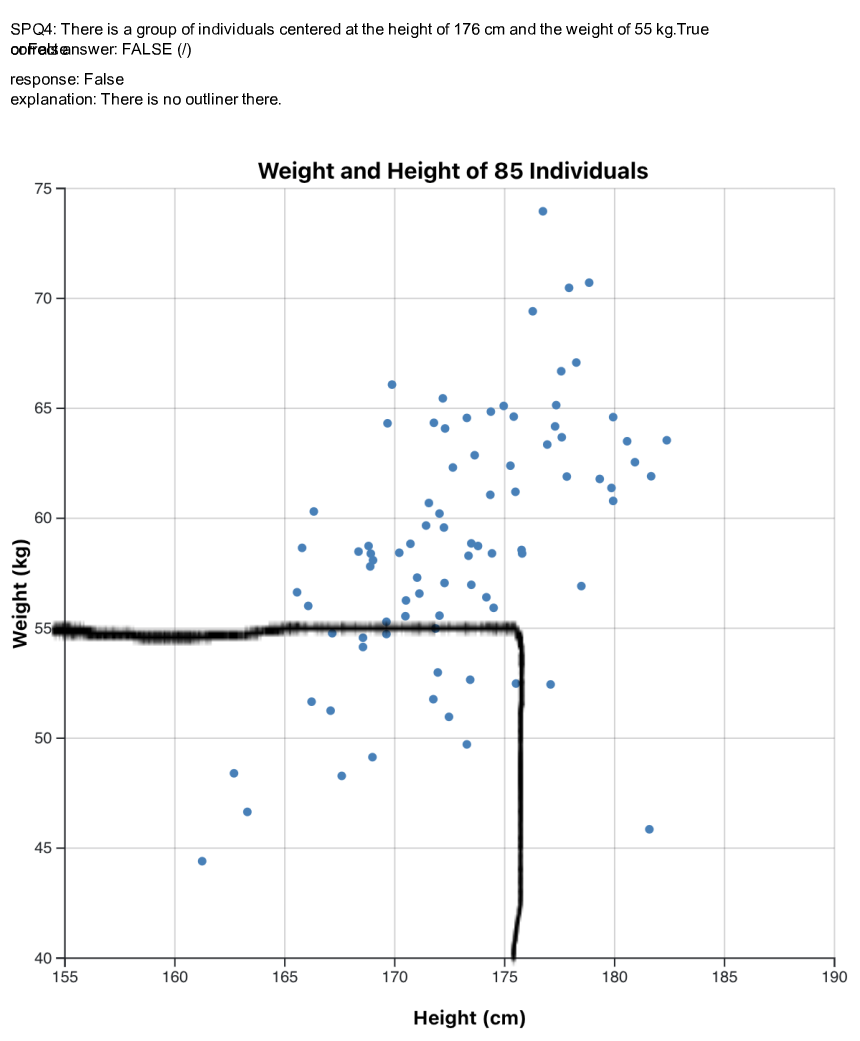 SPQ4: There is a group of individuals centered at the height of 176 cm and the weight of 55 kg.True
or False
correct answer: FALSE (/)
response: False
explanation: There is no outliner there.
Weight and Height of 85 Individuals
75
70
65
60
55
50
45
40
Weight (kg)
155 160 165 170 175 180 185 190
Height (cm)